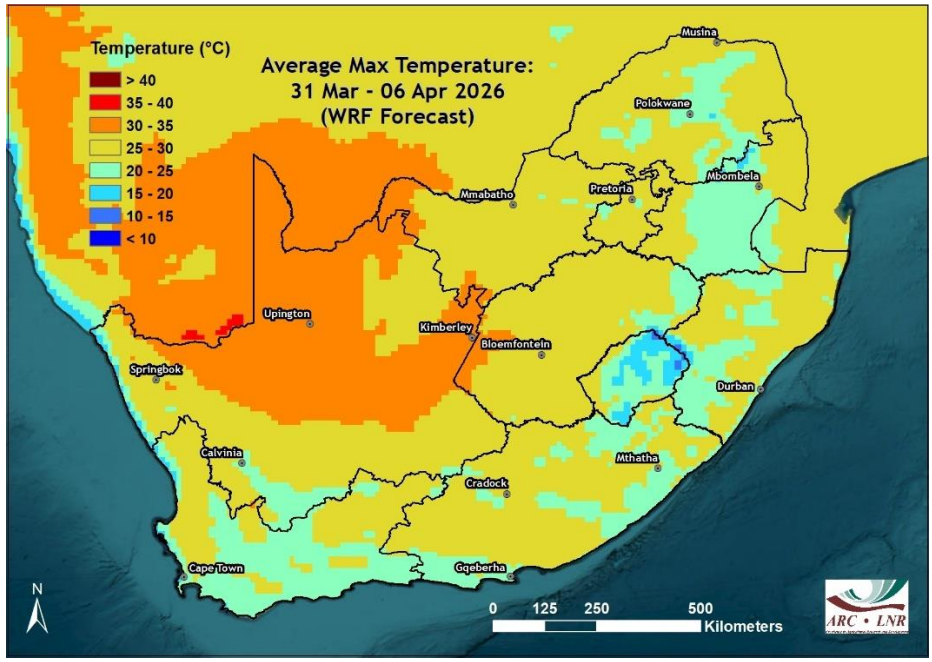 Temperature (°C)
> 40
35 - 40
30 - 35
25 - 30
20 - 25
15 - 20
10 - 15
< 10
Average Max Temperature:
31 Mar - 06 Apr 2026
(WRF Forecast)
Musina
Polokwane
Mbombela
Pretoria
Mmabatho
Upington
Kimberley
Bloemfontein
Springbok
Durban
Calvinia
Mthatha
Cradock
Cape Town
Gqeberha
N
0 125 250 500
Kilometers
ARC • LNR